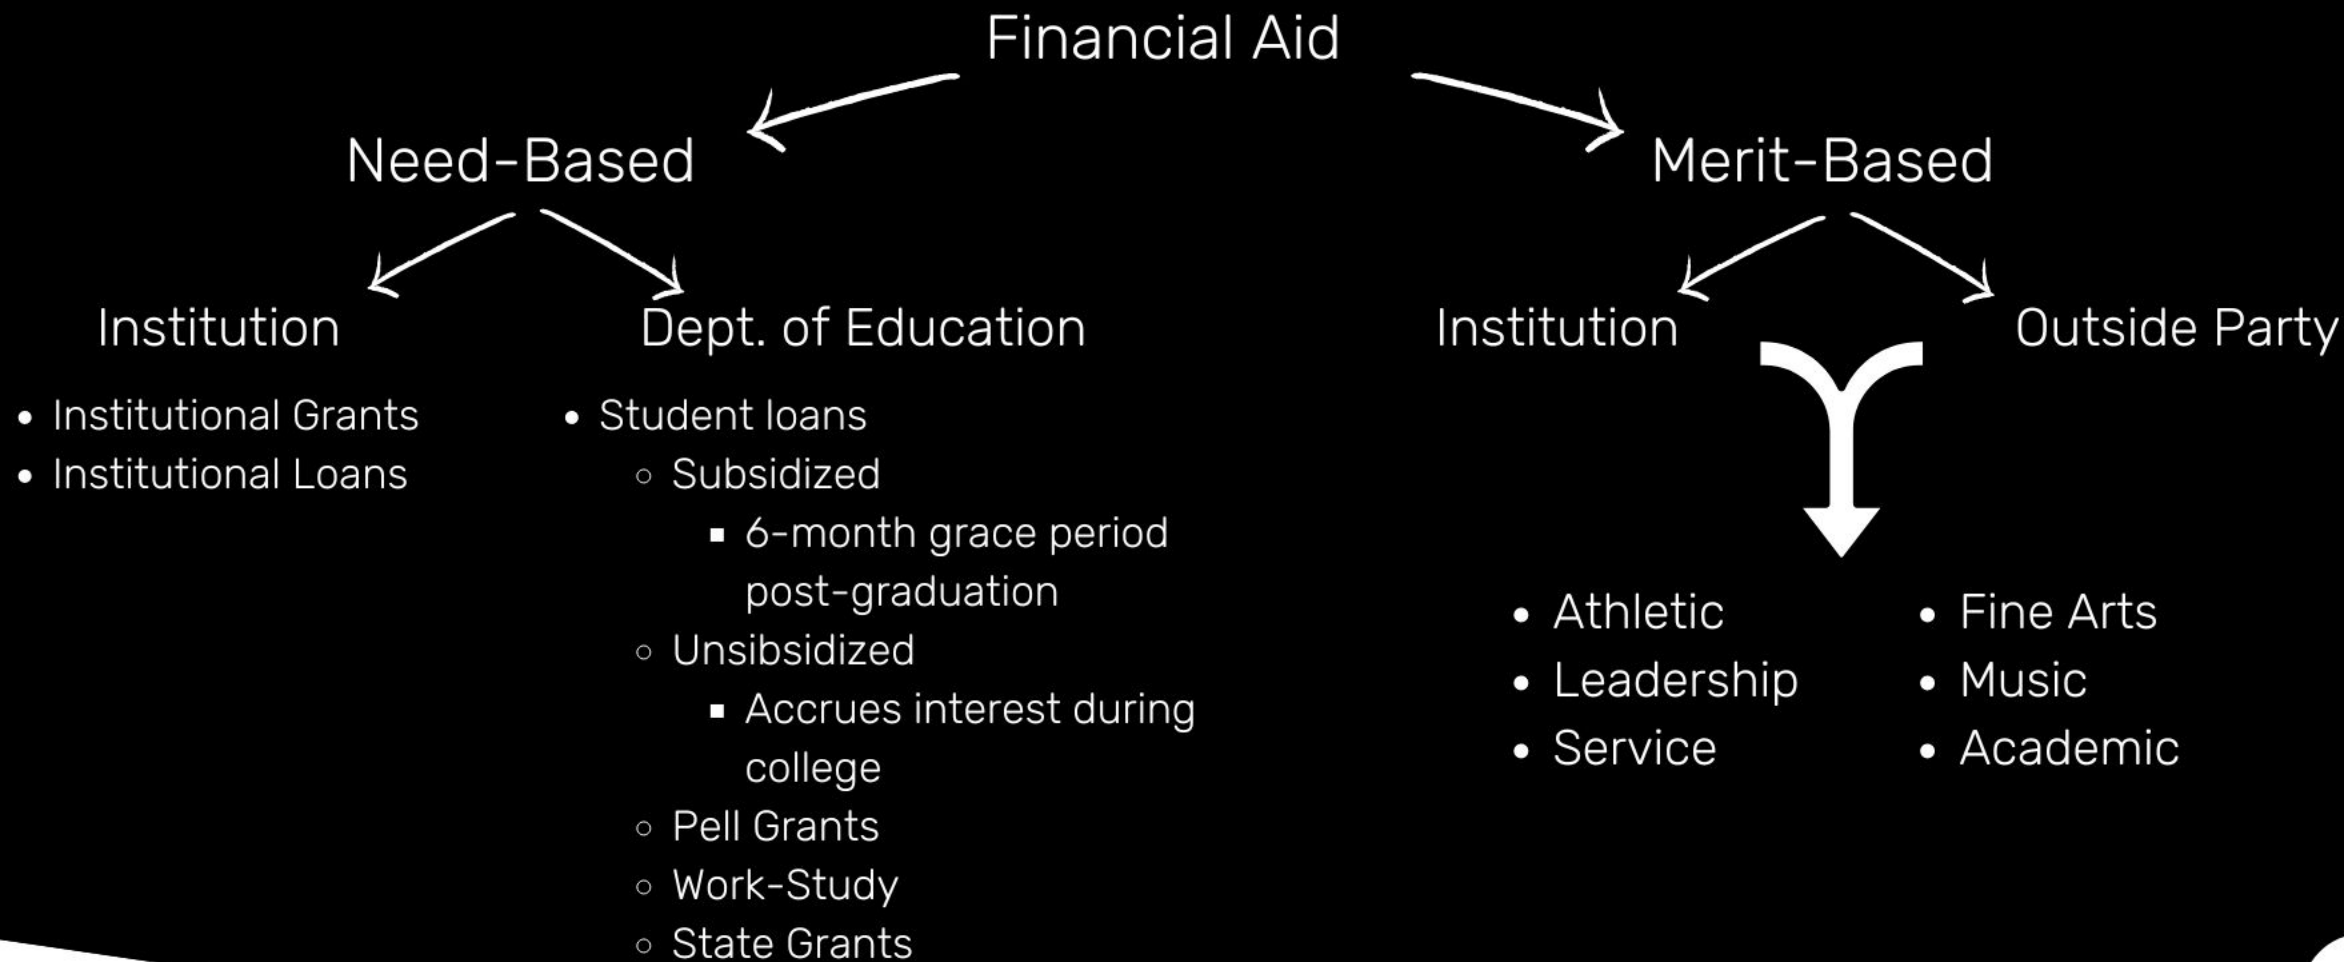 Financial Aid
Need-Based
Merit-Based
Institution
Dept. of Education
Institution
Outside Party
• Institutional Grants
• Institutional Loans
• Student loans
○ Subsidized
▪ 6-month grace period
post-graduation
○ Unsibsidized
▪ Accrues interest during
college
○ Pell Grants
○ Work-Study
○ State Grants
• Athletic
• Leadership
• Service
• Fine Arts
• Music
• Academic